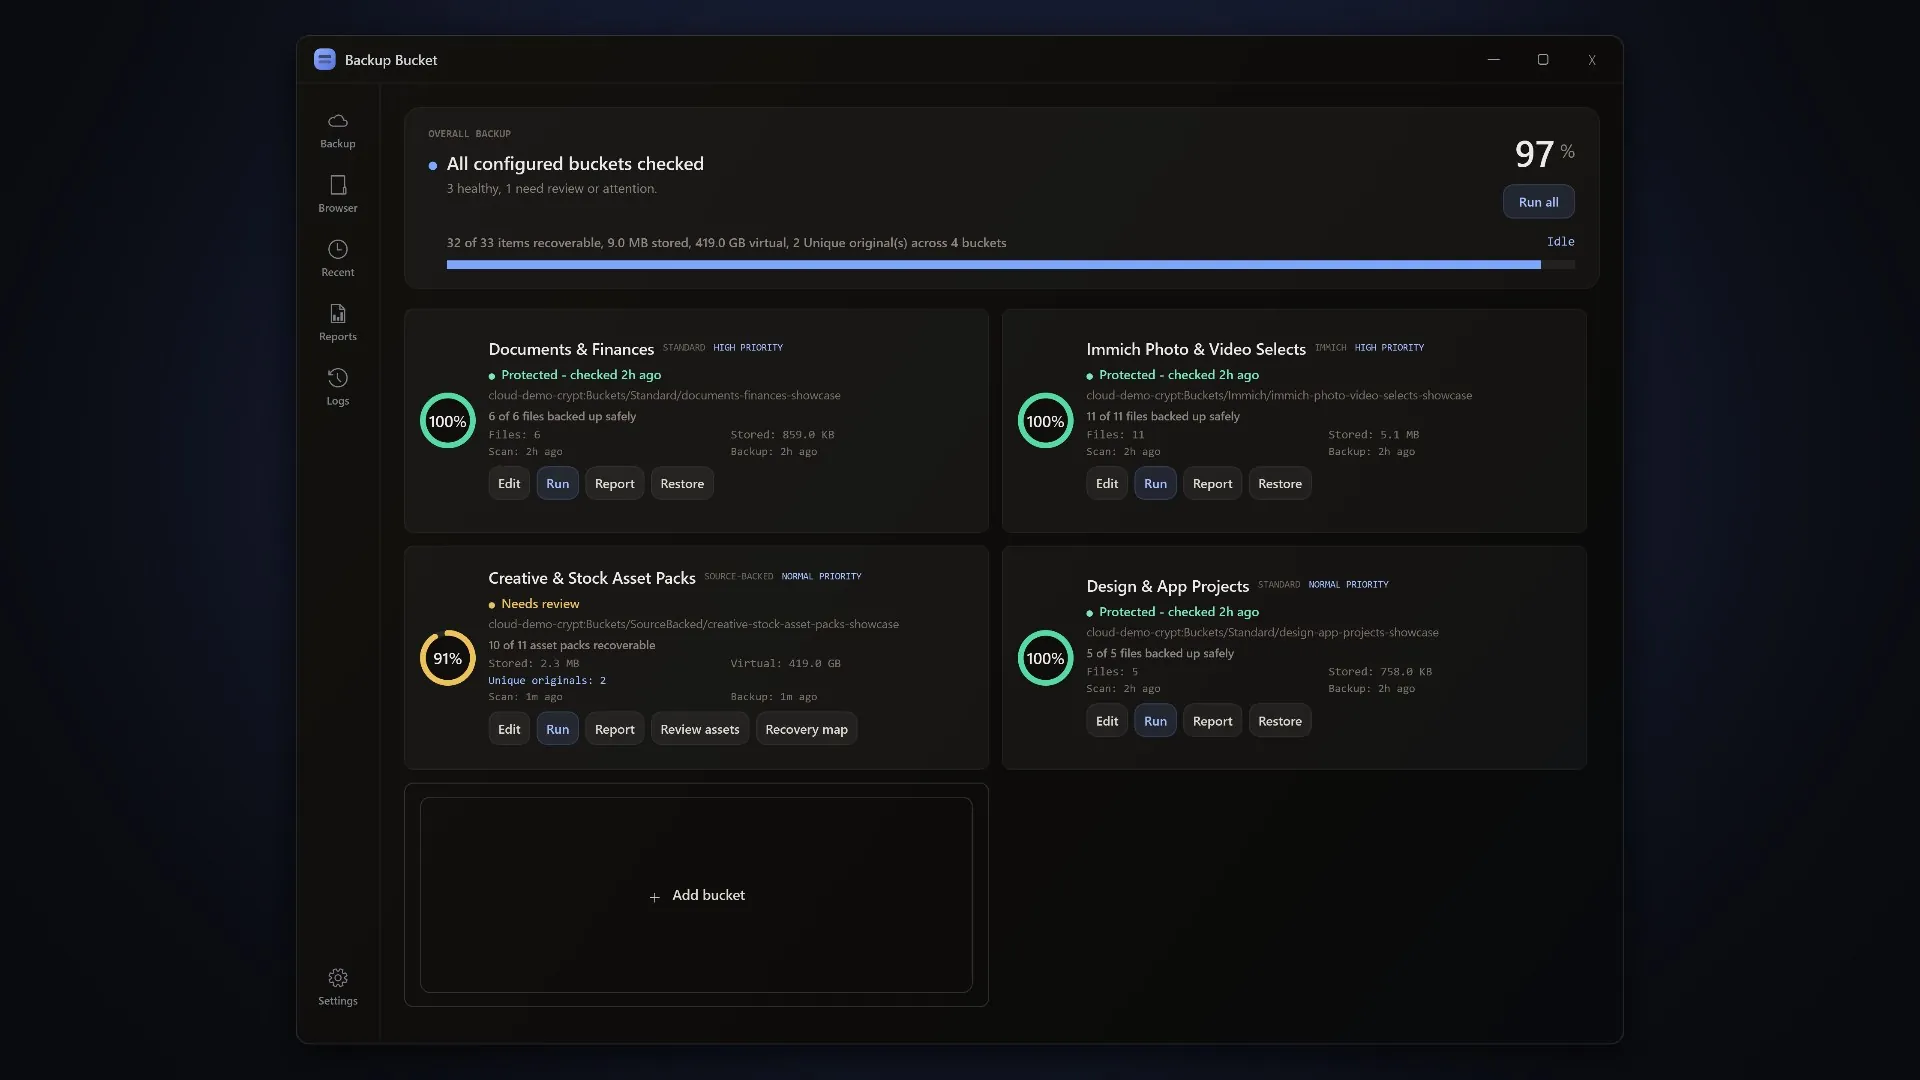 Backup Bucket
X
Backup
Browser
Recent
Reports
Logs
Settings
OVERALL BACKUP
All configured buckets checked
3 healthy, 1 need review or attention.
97 %
Run all
32 of 33 items recoverable, 9.0 MB stored, 419.0 GB virtual, 2 Unique original(s) across 4 buckets
Idle
Documents & Finances STANDARD HIGH PRIORITY
Protected - checked 2h ago
cloud-demo-crypt:Buckets/Standard/documents-finances-showcase
100%
6 of 6 files backed up safely
Files: 6 Stored: 859.0 KB
Scan: 2h ago Backup: 2h ago
Edit Run Report Restore
Immich Photo & Video Selects IMMICH HIGH PRIORITY
Protected - checked 2h ago
cloud-demo-crypt:Buckets/Immich/immich-photo-video-selects-showcase
100%
11 of 11 files backed up safely
Files: 11 Stored: 5.1 MB
Scan: 2h ago Backup: 2h ago
Edit Run Report Restore
Creative & Stock Asset Packs SOURCE-BACKED NORMAL PRIORITY
Needs review
cloud-demo-crypt:Buckets/SourceBacked/creative-stock-asset-packs-showcase
91%
10 of 11 asset packs recoverable
Stored: 2.3 MB Virtual: 419.0 GB
Unique originals: 2
Scan: 1m ago Backup: 1m ago
Edit Run Report Review assets Recovery map
Design & App Projects STANDARD NORMAL PRIORITY
Protected - checked 2h ago
cloud-demo-crypt:Buckets/Standard/design-app-projects-showcase
100%
5 of 5 files backed up safely
Files: 5 Stored: 758.0 KB
Scan: 2h ago Backup: 2h ago
Edit Run Report Restore
+ Add bucket